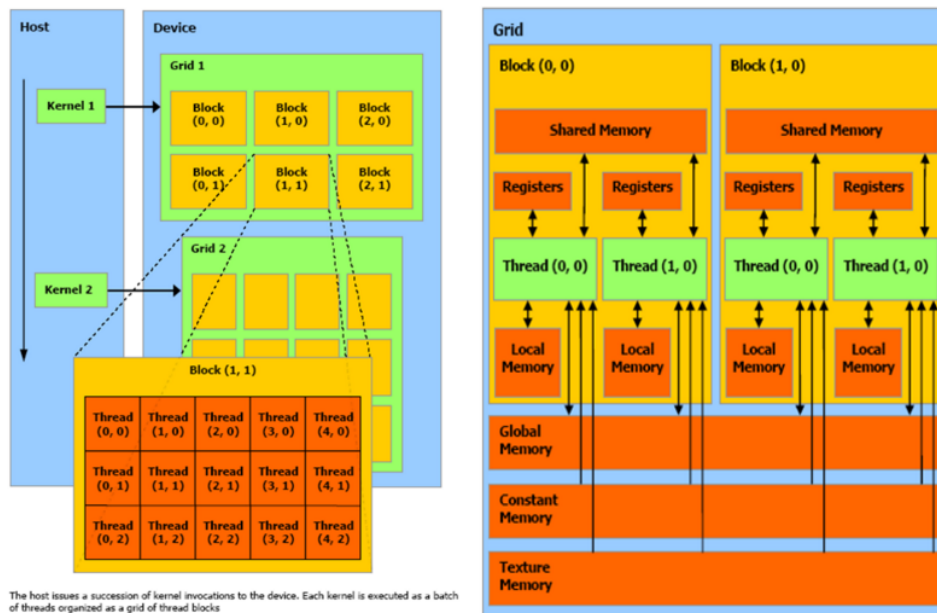 Host
Device
Grid 1
Kernel 1
Block
(0, 0)
Block
(1, 0)
Block
(2, 0)
Block
(0, 1)
Block
(1, 1)
Block
(2, 1)
Grid 2
Kernel 2
Block (1, 1)
Thread
(0, 0)
Thread
(1, 0)
Thread
(2, 0)
Thread
(3, 0)
Thread
(4, 0)
Thread
(0, 1)
Thread
(1, 1)
Thread
(2, 1)
Thread
(3, 1)
Thread
(4, 1)
Thread
(0, 2)
Thread
(1, 2)
Thread
(2, 2)
Thread
(3, 2)
Thread
(4, 2)
The host issues a succession of kernel invocations to the device. Each kernel is executed as a batch
of threads organized as a grid of thread blocks
Grid
Block (0, 0)
Shared Memory
Registers
Registers
Thread (0, 0)
Thread (1, 0)
Local
Memory
Local
Memory
Block (1, 0)
Shared Memory
Registers
Registers
Thread (0, 0)
Thread (1, 0)
Local
Memory
Local
Memory
Global
Memory
Constant
Memory
Texture
Memory